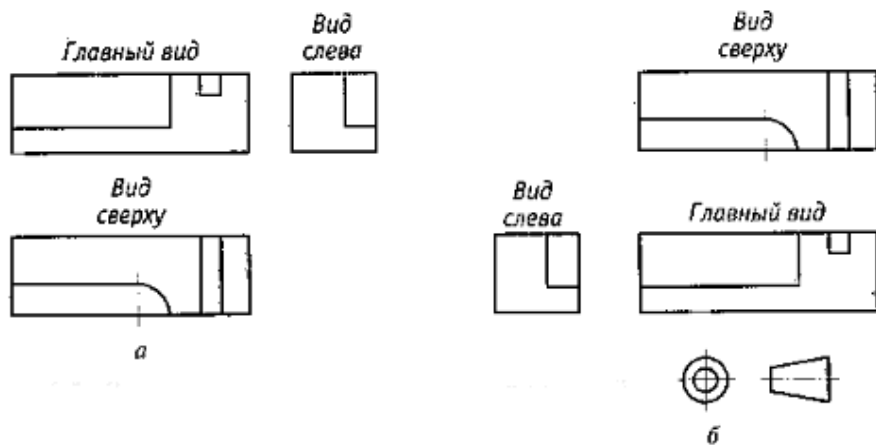 Главный вид
Вид
слева
Вид
сверху
а
Вид
сверху
Вид
слева
Главный вид
б